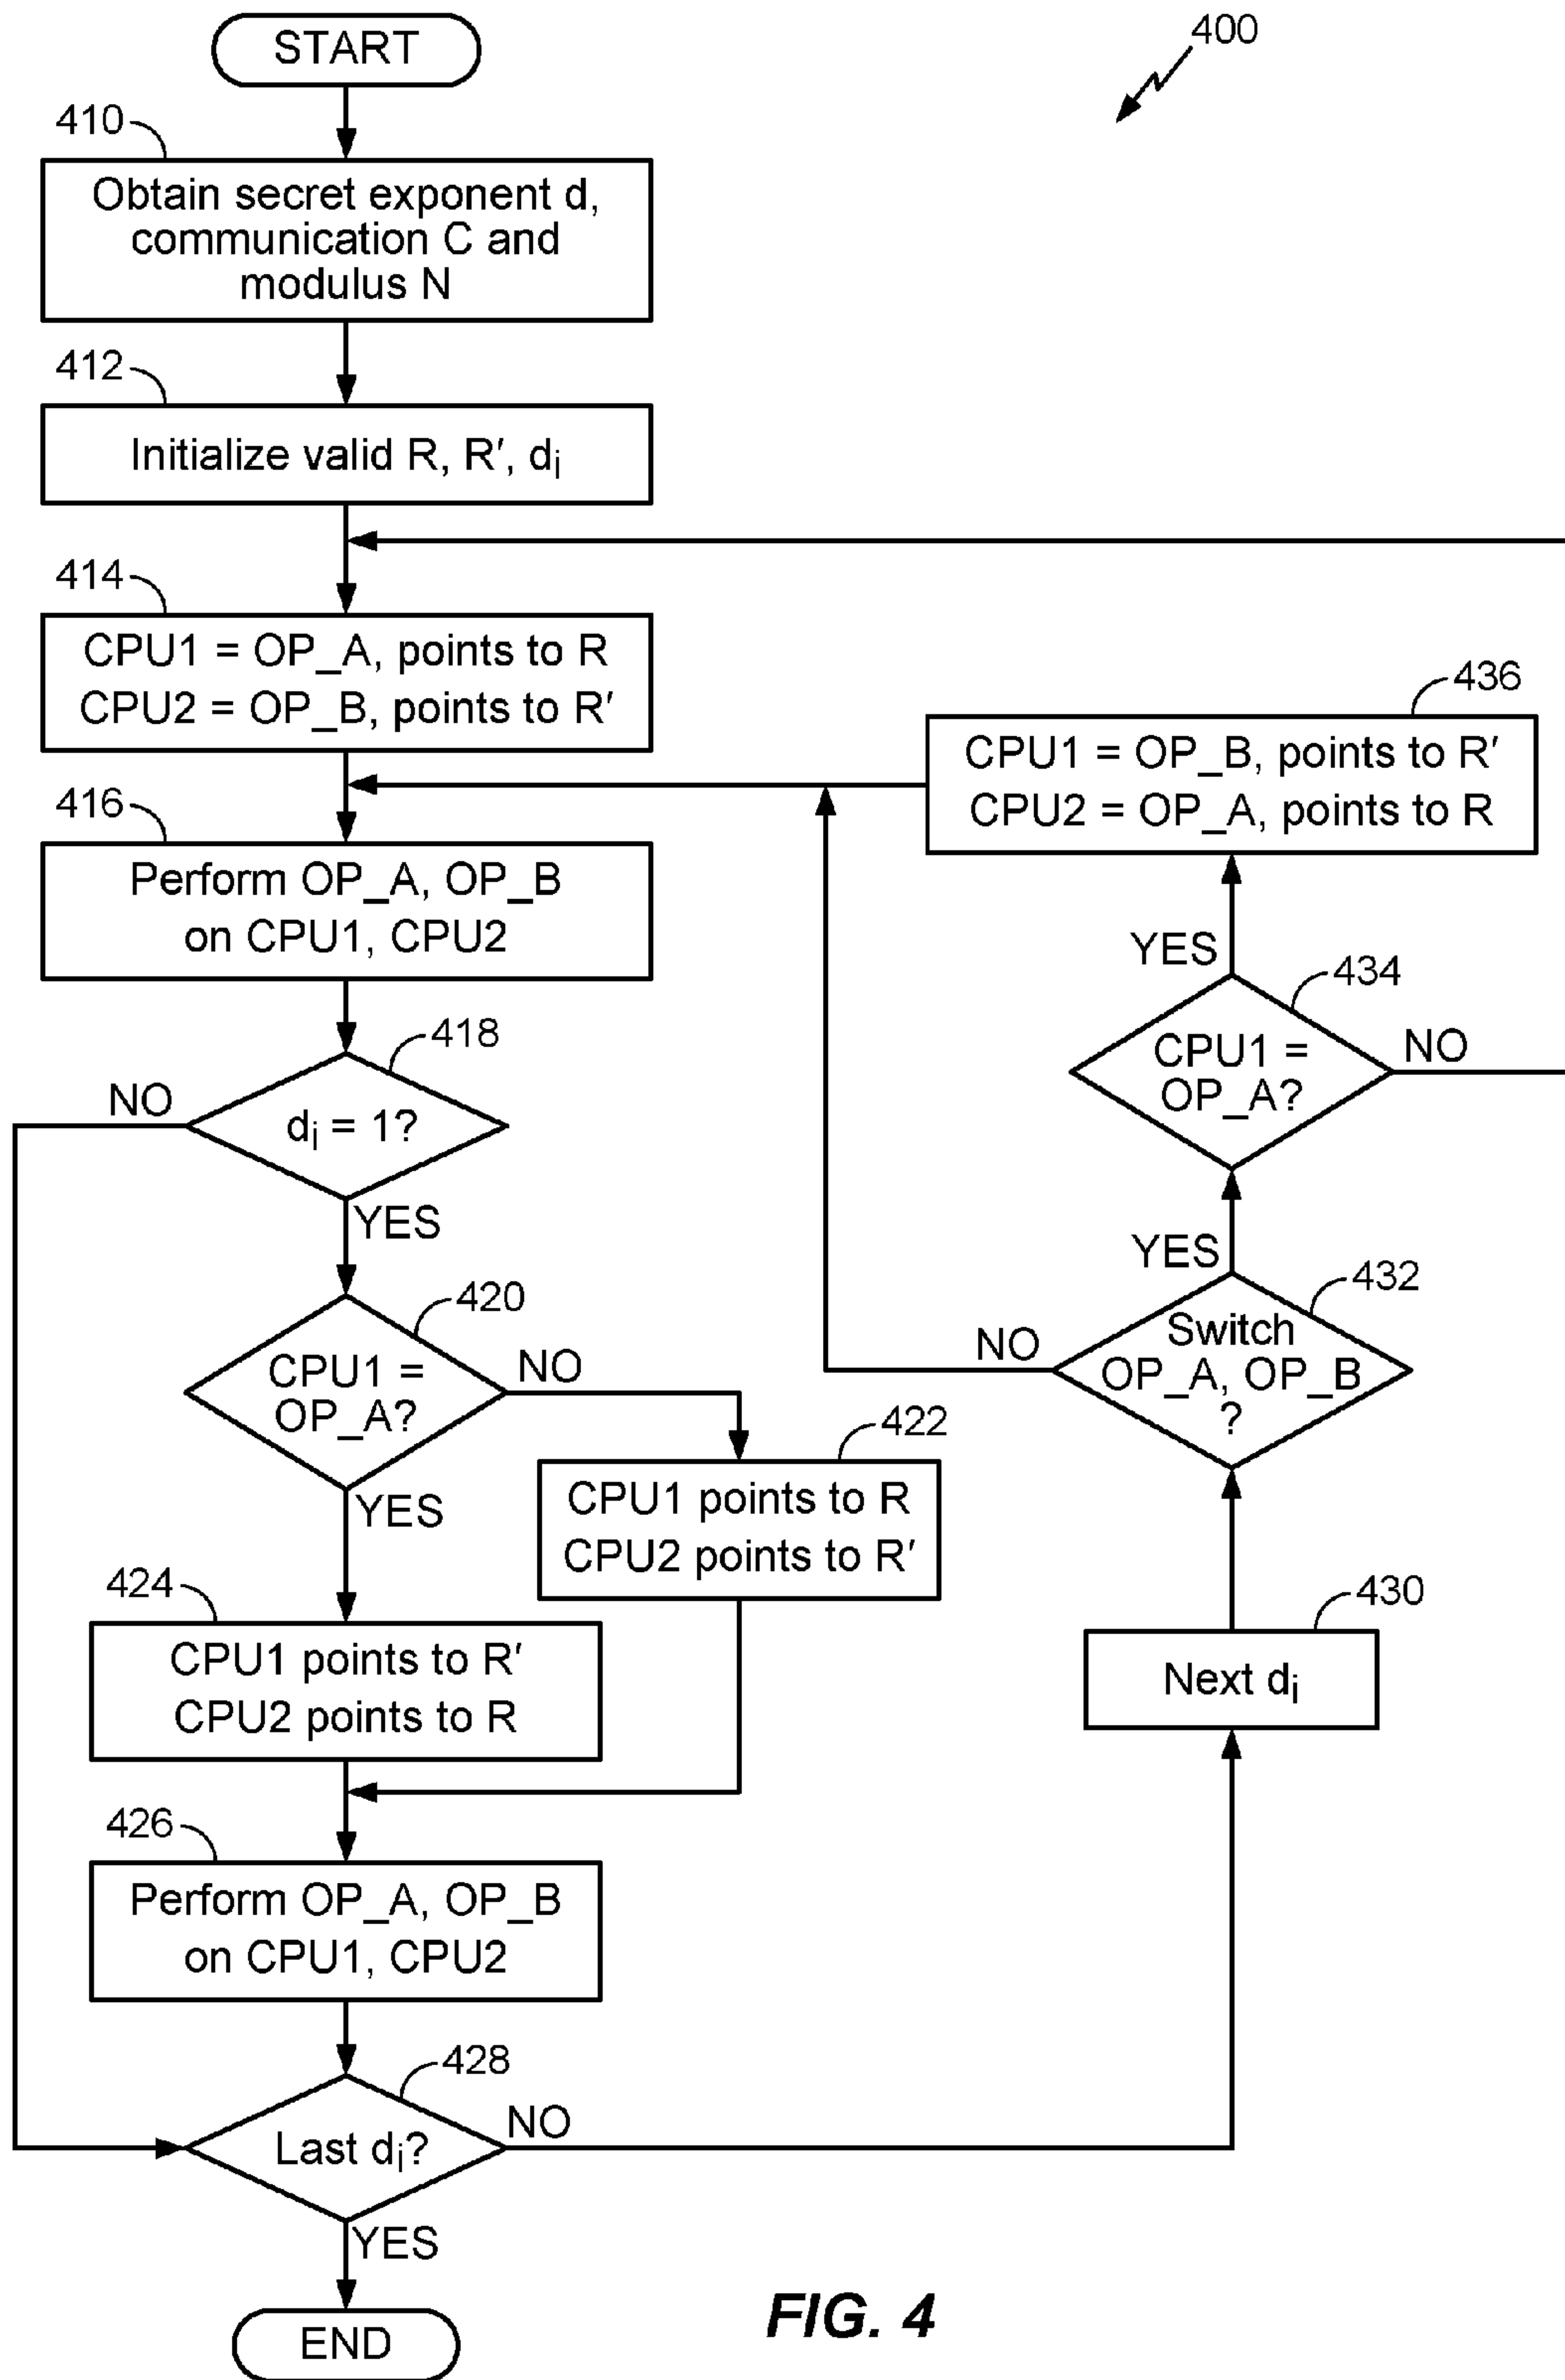 START
400
410
Obtain secret exponent d,
communication C and
modulus N
412
Initialize valid R, R′, di
414
CPU1 = OP_A, points to R
CPU2 = OP_B, points to R'
436
CPU1 = OP_B, points to R′
CPU2 = OP_A, points to R
416
Perform OP_A, OP_B
on CPU1, CPU2
YES
434
CPU1 =
OP_A?
NO
418
NO
di = 1?
YES
YES
432
Switch
OP_A, OP_B
?
NO
420
CPU1 =
OP_A?
NO
YES
422
CPU1 points to R
CPU2 points to R′
424
CPU1 points to R′
CPU2 points to R
430
Next di
426
Perform OP_A, OP_B
on CPU1, CPU2
428
Last di?
NO
YES
END
FIG. 4